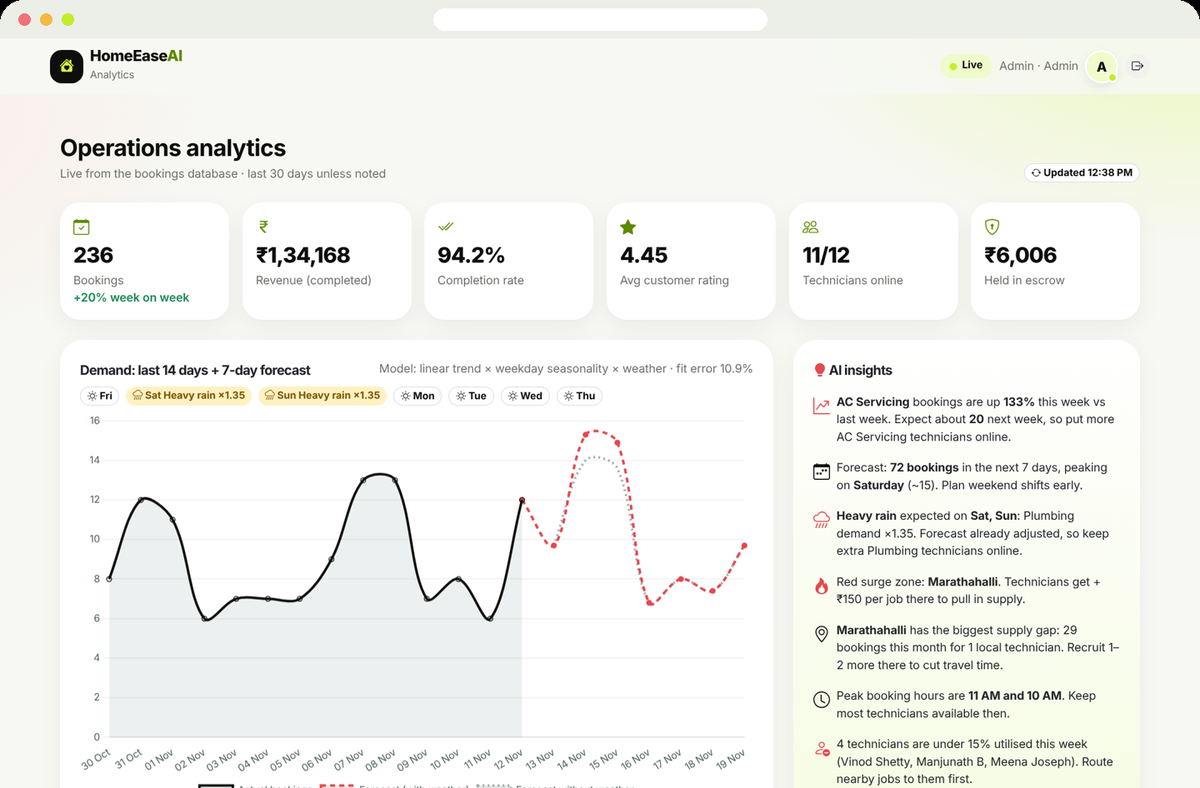 HomeEaseAI
Analytics
Live
Admin · Admin
A
Operations analytics
Live from the bookings database · last 30 days unless noted
Updated 12:38 PM
236
Bookings
+20% week on week
₹1,34,168
Revenue (completed)
94.2%
Completion rate
4.45
Avg customer rating
11/12
Technicians online
₹6,006
Held in escrow
Demand: last 14 days + 7-day forecast
Model: linear trend × weekday seasonality × weather · fit error 10.9%
Fri
Sat Heavy rain ×1.35
Sun Heavy rain ×1.35
Mon
Tue
Wed
Thu
16
14
12
10
8
6
4
2
0
30 Oct
31 Oct
01 Nov
02 Nov
03 Nov
04 Nov
05 Nov
06 Nov
07 Nov
08 Nov
09 Nov
10 Nov
11 Nov
12 Nov
13 Nov
14 Nov
15 Nov
16 Nov
17 Nov
18 Nov
19 Nov
Actual bookings
Forecast (with weather)
Forecast without weather
AI insights
AC Servicing bookings are up 133% this week vs
last week. Expect about 20 next week, so put more
AC Servicing technicians online.
Forecast: 72 bookings in the next 7 days, peaking
on Saturday (~15). Plan weekend shifts early.
Heavy rain expected on Sat, Sun: Plumbing
demand ×1.35. Forecast already adjusted, so keep
extra Plumbing technicians online.
Red surge zone: Marathahalli. Technicians get +
₹150 per job there to pull in supply.
Marathahalli has the biggest supply gap: 29
bookings this month for 1 local technician. Recruit 1–
2 more there to cut travel time.
Peak booking hours are 11 AM and 10 AM. Keep
most technicians available then.
4 technicians are under 15% utilised this week
(Vinod Shetty, Manjunath B, Meena Joseph). Route
nearby jobs to them first.